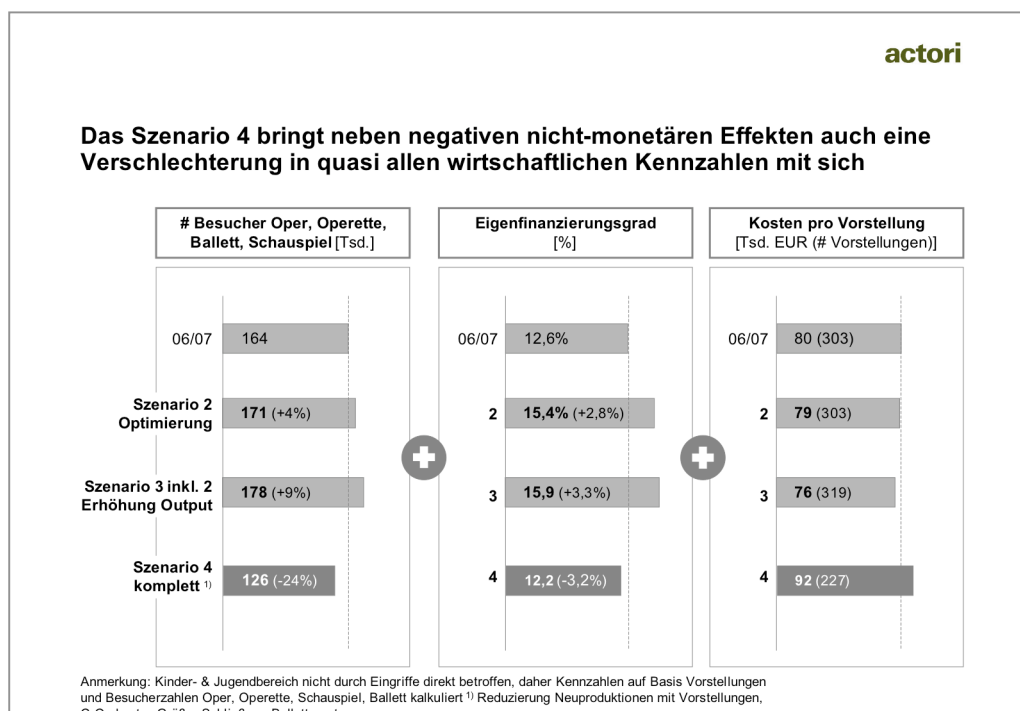 actori
Das Szenario 4 bringt neben negativen nicht-monetären Effekten auch eine
Verschlechterung in quasi allen wirtschaftlichen Kennzahlen mit sich
# Besucher Oper, Operette,
Ballett, Schauspiel [Tsd.]
Eigenfinanzierungsgrad
[%]
Kosten pro Vorstellung
[Tsd. EUR (# Vorstellungen)]
06/07
164
06/07
12,6%
06/07
80 (303)
Szenario 2
Optimierung
171 (+4%)
2
15,4% (+2,8%)
2
79 (303)
Szenario 3 inkl. 2
Erhöhung Output
178 (+9%)
3
15,9 (+3,3%)
3
76 (319)
Szenario 4
komplett 1)
126 (-24%)
4
12,2 (-3,2%)
4
92 (227)
Anmerkung: Kinder- & Jugendbereich nicht durch Eingriffe direkt betroffen, daher Kennzahlen auf Basis Vorstellungen
und Besucherzahlen Oper, Operette, Schauspiel, Ballett kalkuliert 1) Reduzierung Neuproduktionen mit Vorstellungen,